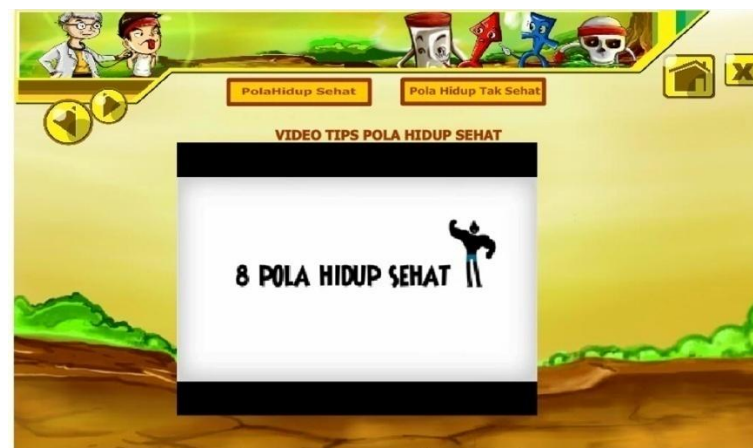 PolaHidup Sehat
Pola Hidup Tak Sehat
X
VIDEO TIPS POLA HIDUP SEHAT
8 POLA HIDUP SEHAT